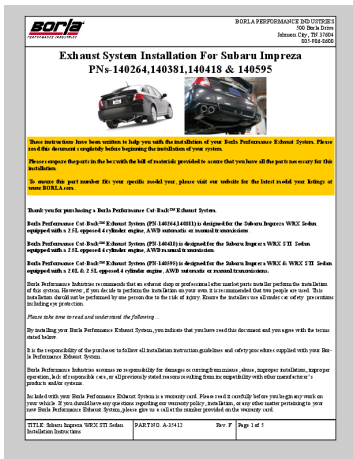 Borla
PERFORMANCE INDUSTRIES
BORLA PERFORMANCE INDUSTRIES
500 Borla Drive
Johnson City, TN 37604
Exhaust System Installation For Subaru Impreza
PNs-140264,140381,140418 & 140595
These instructions have been written to help you with the installation of your Borla Performance Exhaust System. Please
read this document completely before beginning the installation of your system.
Please compare the parts in the box with the bill of materials provided to assure that you have all the parts necessary for this
installation.
To ensure this part number fits your specific model year, please visit our website for the latest model year listings at
www.BORLA.com.
Thank you for purchasing a Borla Performance Cat-Back™ Exhaust System.
Borla Performance Cat-Back™ Exhaust System (PN-140264,140381) is designed for the Subaru Impreza WRX Sedan
equipped with a 2.5L opposed 4 cylinder engine, AWD automatic or manual transmissions
Borla Performance Cat-Back™ Exhaust System (PN-140418) is designed for the Subaru Impreza WRX STI Sedan
equipped with a 2.5L opposed 4 cylinder engine, AWD manual transmission.
Borla Performance Cat-Back™ Exhaust System (PN-140595) is designed for the Subaru Impreza WRX & WRX STI Sedan
equipped with a 2.0L & 2.5L opposed 4 cylinder engine, AWD automatic or manual transmissions.
Borla Performance Industries recommends that an exhaust shop or professional after market parts installer perform the installation
of this system. However, if you decide to perform the installation on your own it is recommended that two people are used. This
installation should not be performed by one person due to the risk of injury. Ensure the installers use all under car safety presentions
including eye protection.
Please take time to read and understand the following…
By installing your Borla Performance Exhaust System, you indicate that you have read this document and you agree with the terms
stated below.
It is the responsibility of the purchaser to follow all installation instruction guidelines and safety procedures supplied with your Bor-
la Performance Exhaust System.
Borla Performance Industries assumes no responsibility for damages occurring from misuse, abuse, improper installation, improper
operation, lack of responsible care, or all previously stated reasons resulting from incompatibility with other manufacturer's
products and/or systems.
Included with your Borla Performance Exhaust System is a warranty card. Please read it carefully before you begin any work on
your vehicle. If you should have any questions regarding our warranty policy, installation, or any other matter pertaining to your
new Borla Performance Exhaust System, please give us a call at the number provided on the warranty card.
TITLE: Subaru Impreza WRX STI Sedan
Installation Instructions
PART NO. A-35412
Rev. F
Page 1 of 5